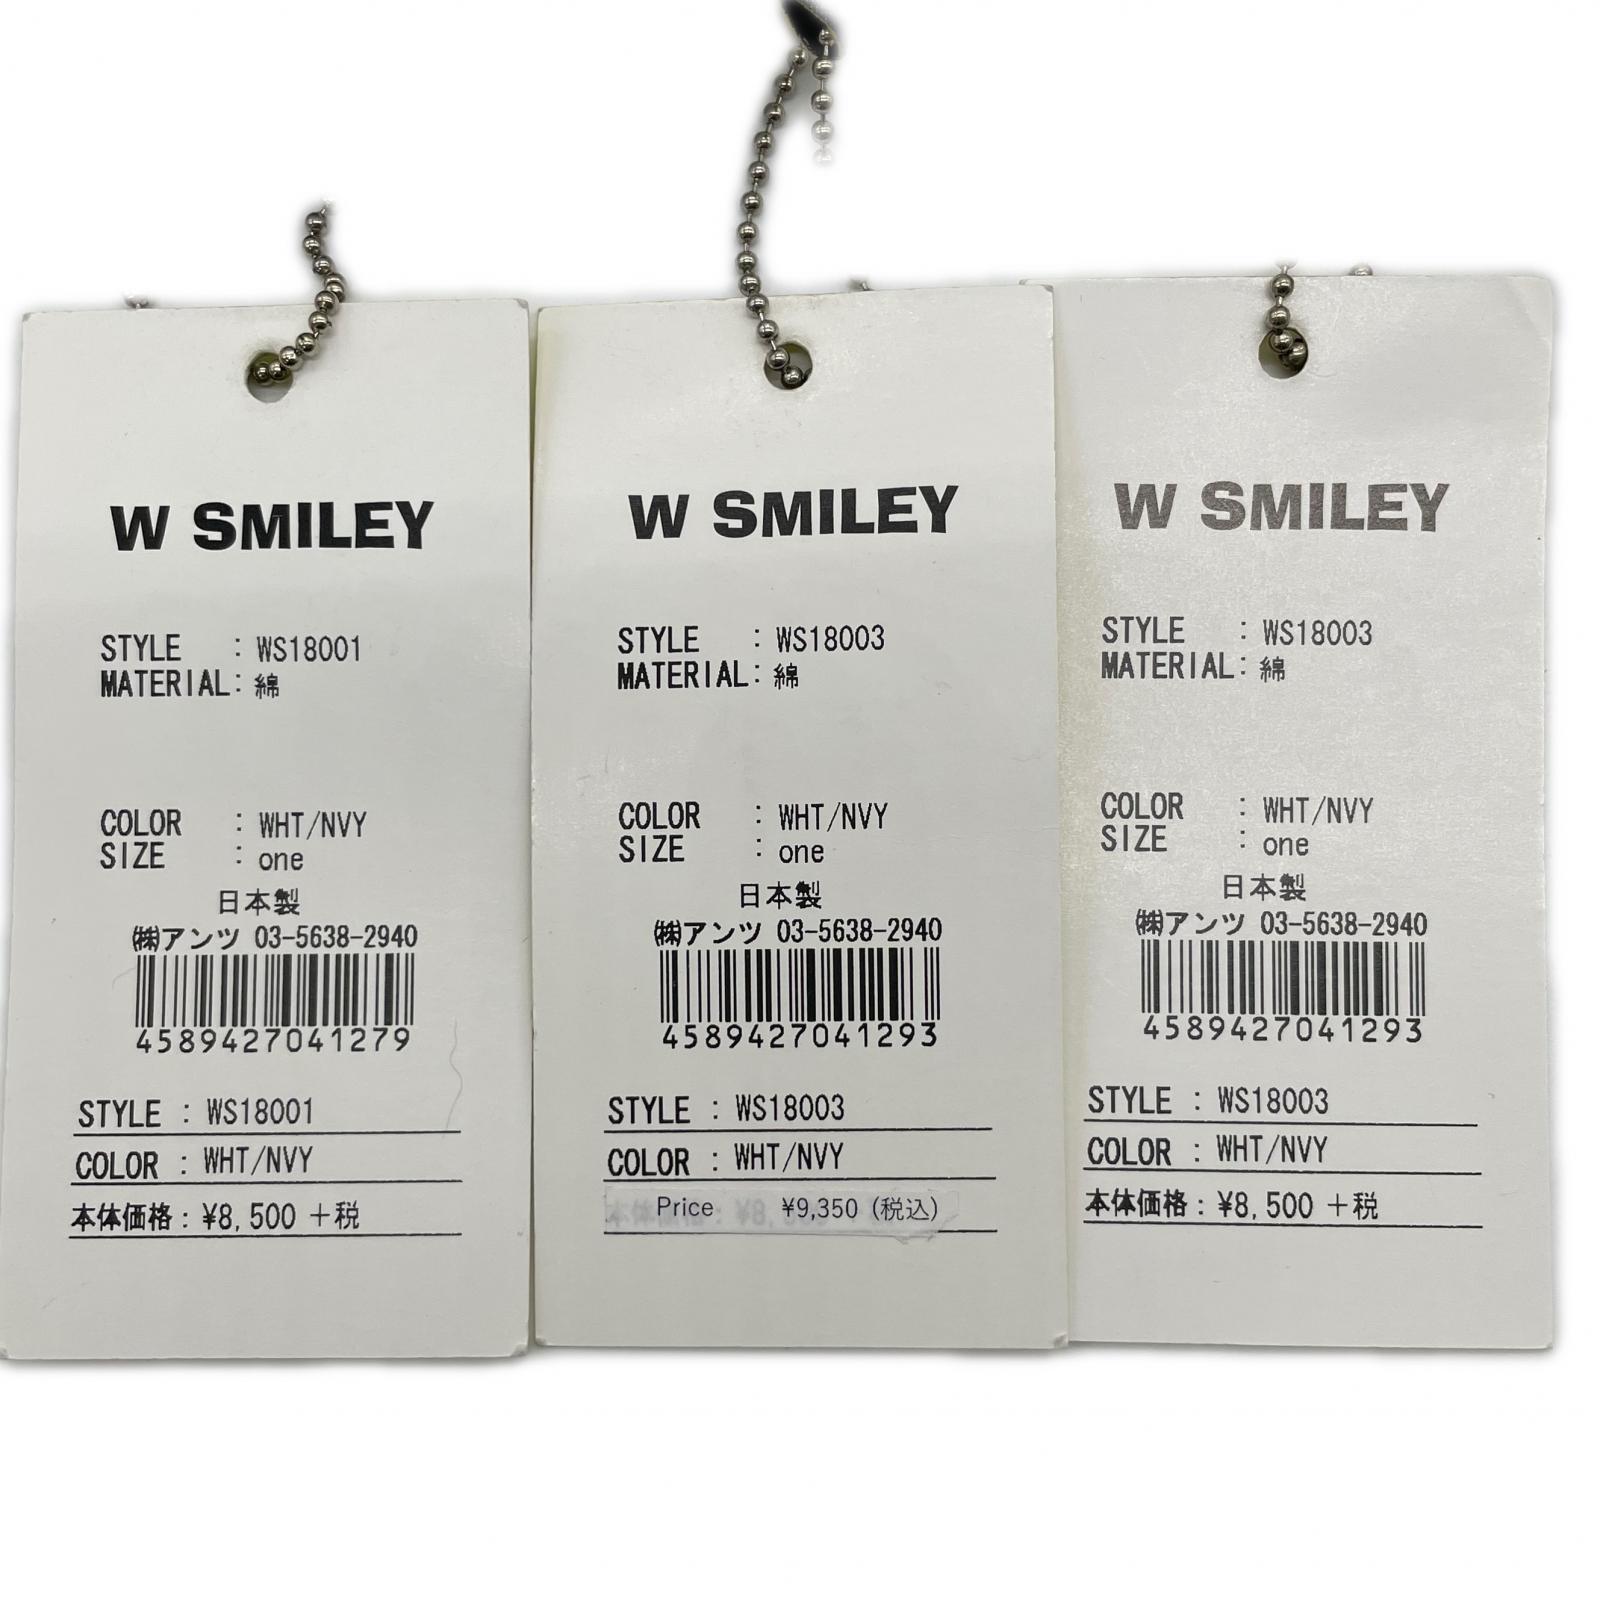 W SMILEY
STYLE : WS18001
MATERIAL: 綿
COLOR : WHT/NVY
SIZE : one
日本製
㈱アンツ 03-5638-2940
4589427041279
STYLE : WS18001
COLOR : WHT/NVY
本体価格: ¥8,500 +税
W SMILEY
STYLE : WS18003
MATERIAL: 綿
COLOR : WHT/NVY
SIZE : one
日本製
㈱アンツ 03-5638-2940
4589427041293
STYLE : WS18003
COLOR : WHT/NVY
Price ¥9,350 (税込)
W SMILEY
STYLE : WS18003
MATERIAL: 綿
COLOR : WHT/NVY
SIZE : one
日本製
㈱アンツ 03-5638-2940
4589427041293
STYLE : WS18003
COLOR : WHT/NVY
本体価格: ¥8,500 +税